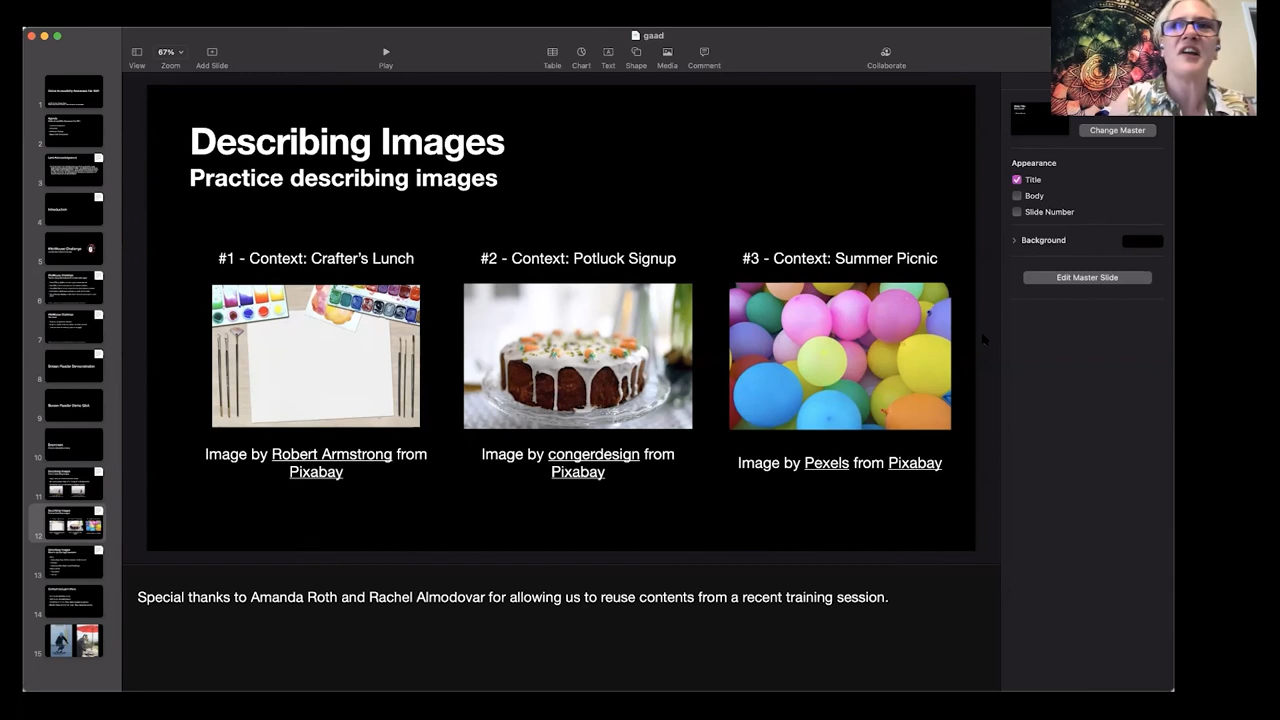 gaad
67%
View
Zoom
Add Slide
Play
Table
Chart
Text
Shape
Media
Comment
Collaborate
Change Master
Appearance
Title
Body
Slide Number
Background
Edit Master Slide
1
2
3
4
5
6
7
8
9
10
11
12
13
14
15
Describing Images
Practice describing images
#1 - Context: Crafter's Lunch
#2 - Context: Potluck Signup
#3 - Context: Summer Picnic
Image by Robert Armstrong from
Pixabay
Image by congerdesign from
Pixabay
Image by Pexels from Pixabay
Special thanks to Amanda Roth and Rachel Almodovar for allowing us to reuse contents from a recent training session.